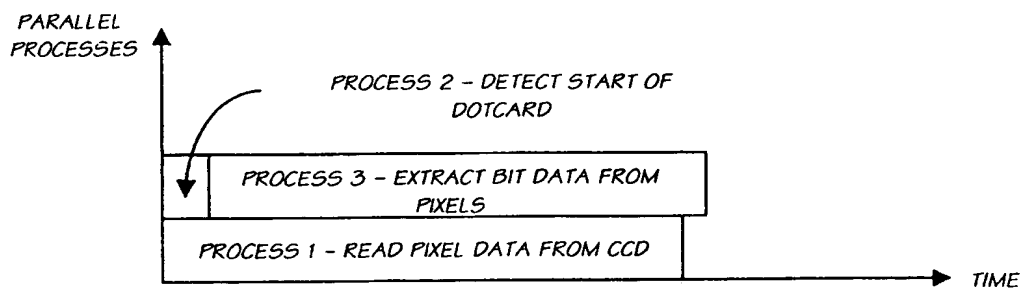 PARALLEL
PROCESSES
PROCESS 2 – DETECT START OF
DOTCARD
PROCESS 3 – EXTRACT BIT DATA FROM
PIXELS
PROCESS 1 – READ PIXEL DATA FROM CCD
TIME